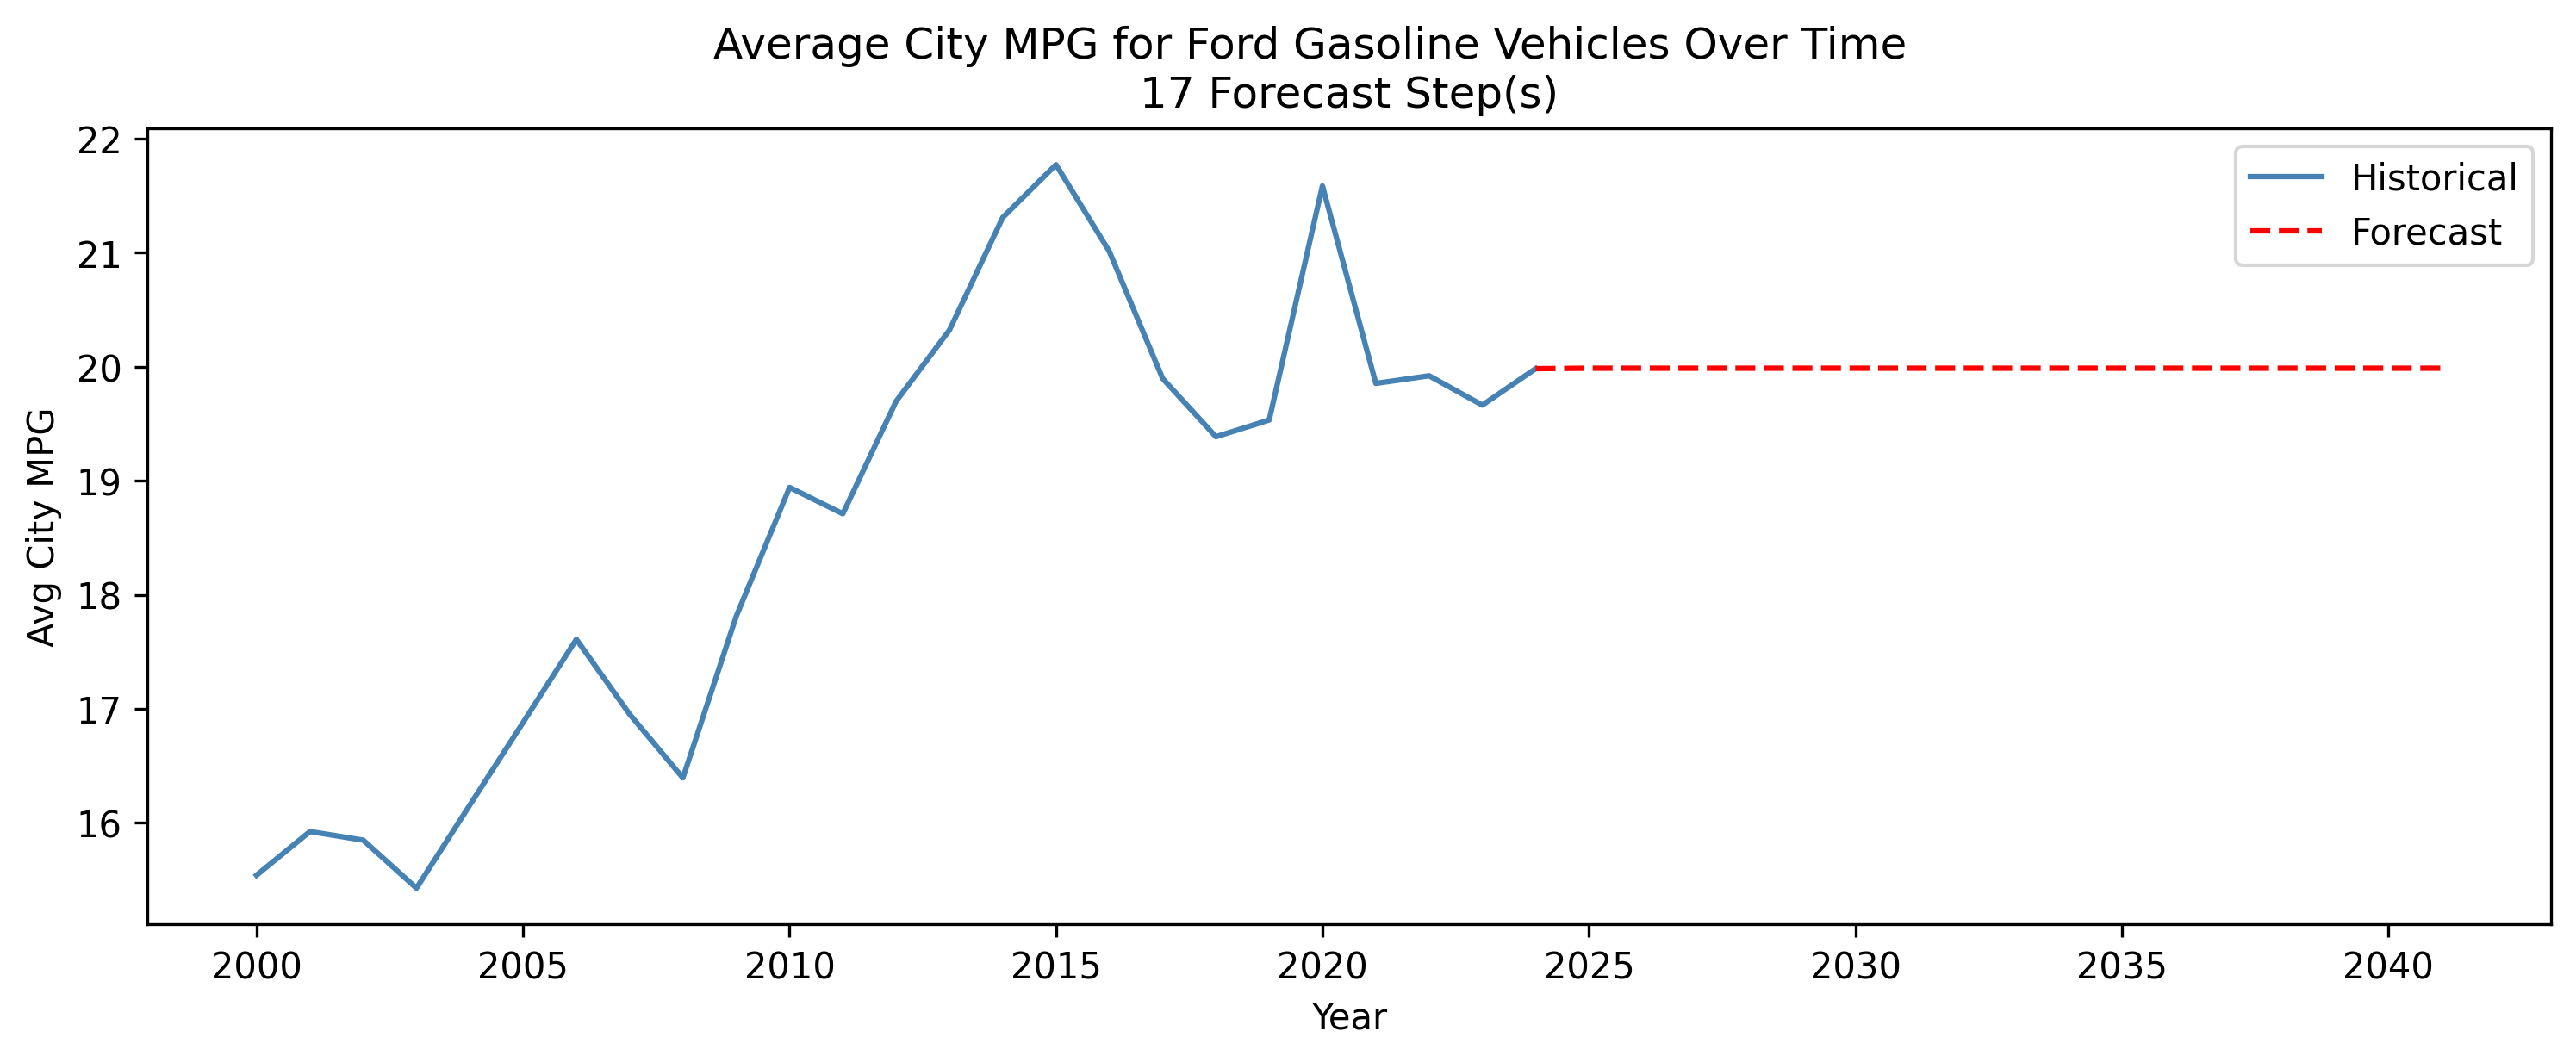 Average City MPG for Ford Gasoline Vehicles Over Time
17 Forecast Step(s)
22
21
20
19
18
17
16
Avg City MPG
Historical
Forecast
2000 2005 2010 2015 2020 2025 2030 2035 2040
Year